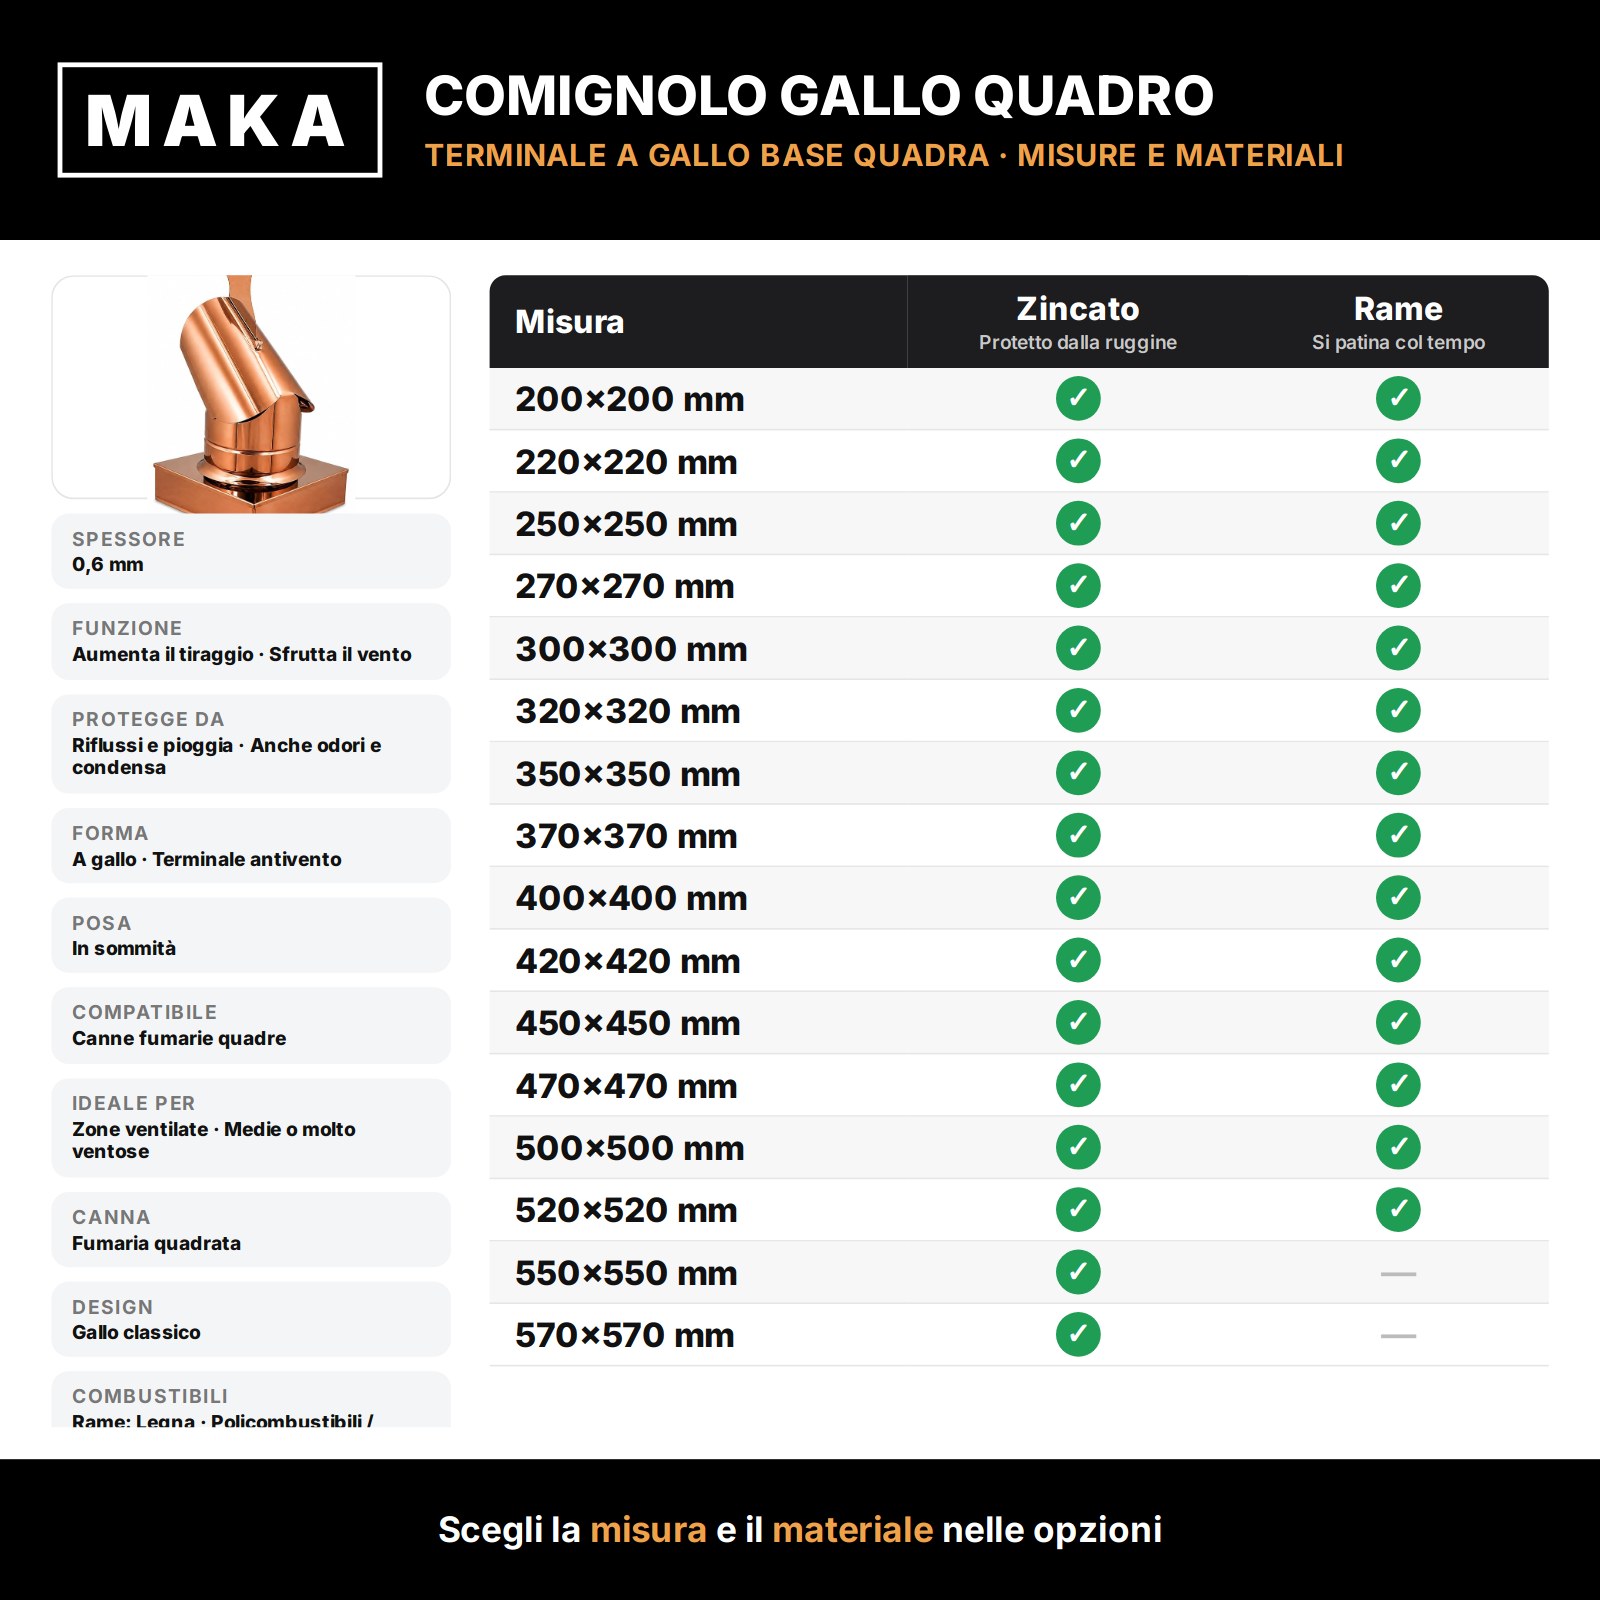 MAKA
COMIGNOLO GALLO QUADRO
TERMINALE A GALLO BASE QUADRA · MISURE E MATERIALI
SPESSORE
0,6 mm
FUNZIONE
Aumenta il tiraggio · Sfrutta il vento
PROTEGGE DA
Riflussi e pioggia · Anche odori e
condensa
FORMA
A gallo · Terminale antivento
POSA
In sommità
COMPATIBILE
Canne fumarie quadre
IDEALE PER
Zone ventilate · Medie o molto
ventose
CANNA
Fumaria quadrata
DESIGN
Gallo classico
COMBUSTIBILI
Rame: Legna · Policombustibili /
Misura Zincato Rame
Protetto dalla ruggine Si patina col tempo
200×200 mm ✓ ✓
220×220 mm ✓ ✓
250×250 mm ✓ ✓
270×270 mm ✓ ✓
300×300 mm ✓ ✓
320×320 mm ✓ ✓
350×350 mm ✓ ✓
370×370 mm ✓ ✓
400×400 mm ✓ ✓
420×420 mm ✓ ✓
450×450 mm ✓ ✓
470×470 mm ✓ ✓
500×500 mm ✓ ✓
520×520 mm ✓ ✓
550×550 mm ✓ —
570×570 mm ✓ —
Scegli la misura e il materiale nelle opzioni